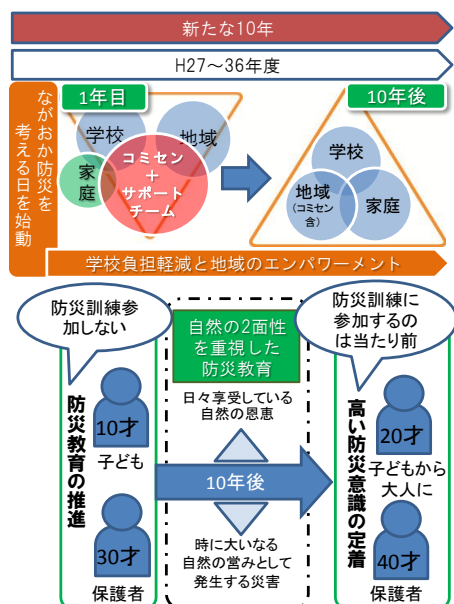 新たな10年
H27～36年度
ながおか防災を
考える日を始動
1年目
学校
地域
家庭
コミセン
＋
サポート
チーム
10年後
学校
地域
(コミセン
含)
家庭
学校負担軽減と地域のエンパワーメント
防災訓練参
加しない
防災教育の推進
10才
子ども
30才
保護者
自然の2面性
を重視した
防災教育
日々享受している
自然の恩恵
10年後
時に大いなる
自然の営みとして
発生する災害
防災訓練に
参加するの
は当たり前
高い防災意識の定着
20才
子どもから
大人に
40才
保護者